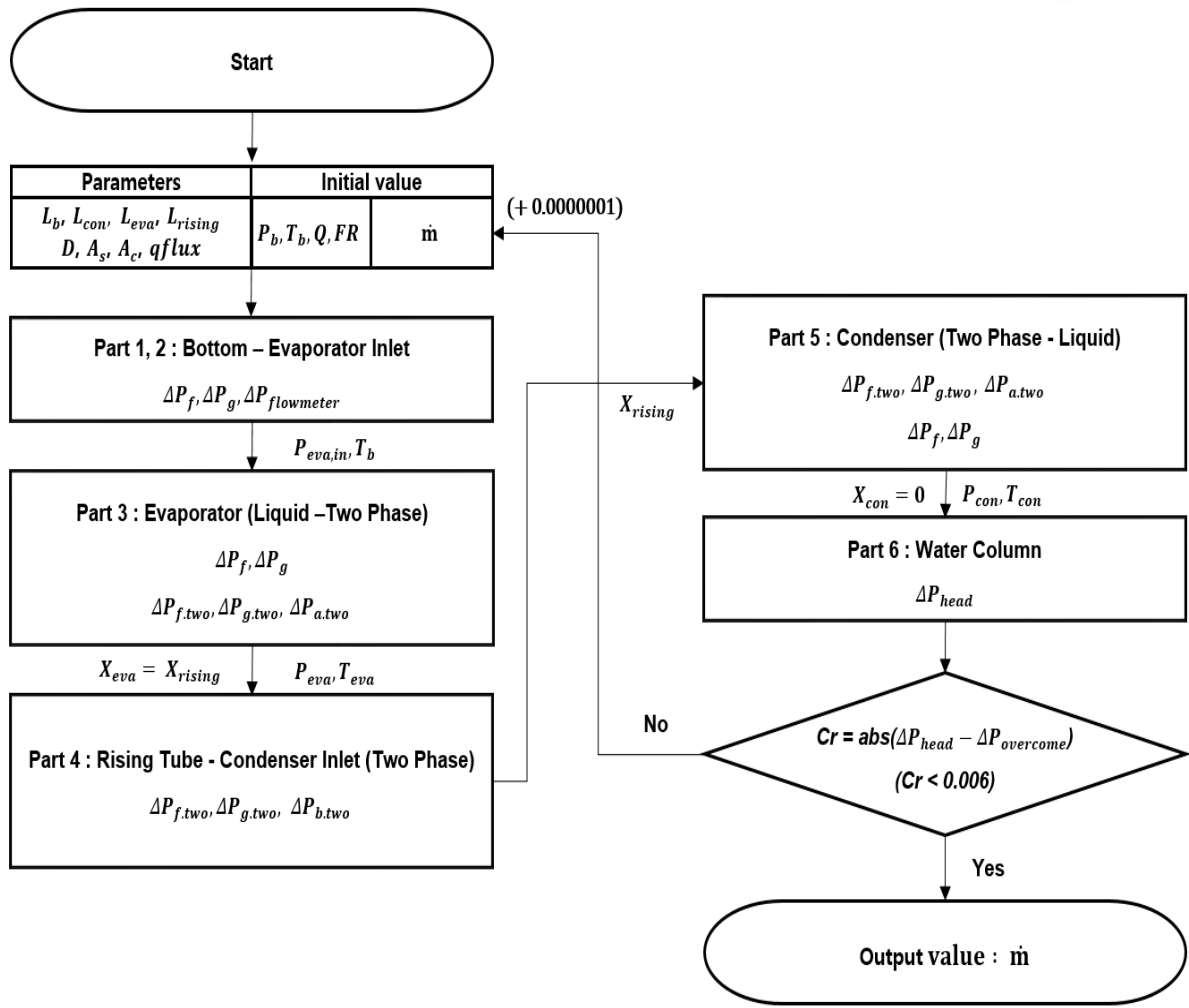 Start
Parameters
Initial value
L_b, L_con, L_eva, L_rising
D, A_s, A_c, qflux
P_b, T_b, Q, FR
ṁ
(+ 0.0000001)
Part 1, 2 : Bottom – Evaporator Inlet
ΔP_f, ΔP_g, ΔP_flowmeter
P_eva,in, T_b
Part 3 : Evaporator (Liquid –Two Phase)
ΔP_f, ΔP_g
ΔP_f.two, ΔP_g.two, ΔP_a.two
X_eva = X_rising
P_eva, T_eva
Part 4 : Rising Tube - Condenser Inlet (Two Phase)
ΔP_f.two, ΔP_g.two, ΔP_b.two
X_rising
Part 5 : Condenser (Two Phase - Liquid)
ΔP_f.two, ΔP_g.two, ΔP_a.two
ΔP_f, ΔP_g
X_con = 0
P_con, T_con
Part 6 : Water Column
ΔP_head
Cr = abs(ΔP_head − ΔP_overcome)
(Cr < 0.006)
No
Yes
Output value : ṁ